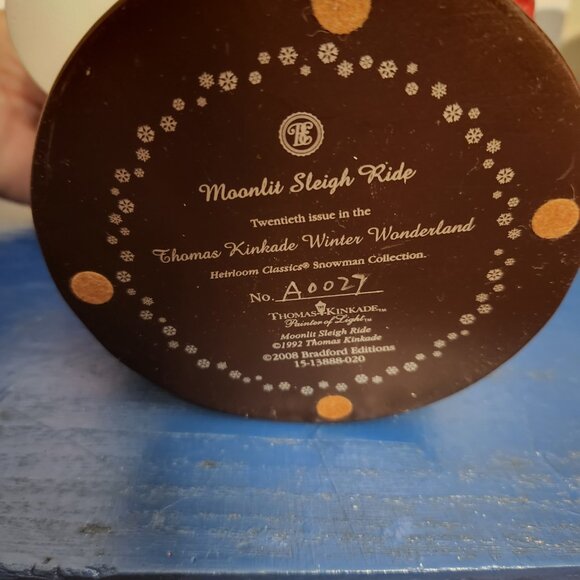 BE
Moonlit Sleigh Ride
Twentieth issue in the
Thomas Kinkade Winter Wonderland
Heirloom Classics® Snowman Collection.
No. A0027
THOMAS KINKADE™
Painter of Light™
Moonlit Sleigh Ride
©1992 Thomas Kinkade
©2008 Bradford Editions
15-13888-020